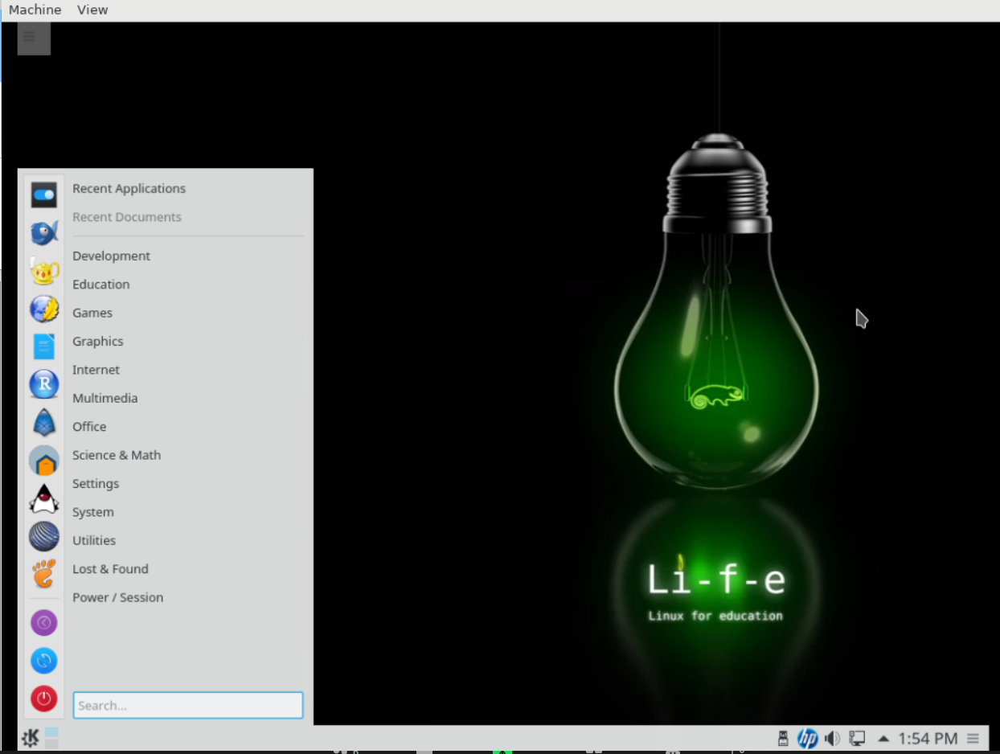 Machine View
Recent Applications
Recent Documents
Development
Education
Games
Graphics
Internet
Multimedia
Office
Science & Math
Settings
System
Utilities
Lost & Found
Power / Session
Search...
R
Li-f-e
Linux for education
K
hp
1:54 PM